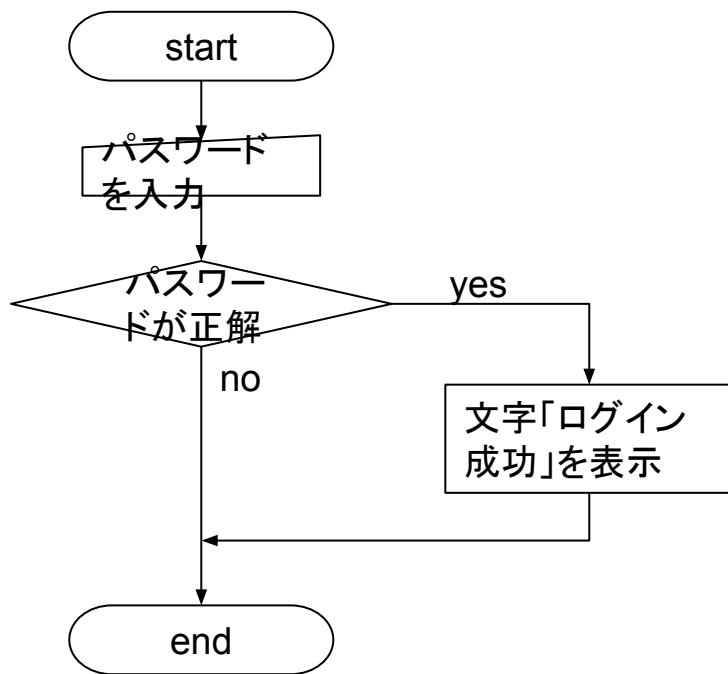 start
パスワード
を入力
パスワー
ドが正解
yes
no
文字「ログイン
成功」を表示
end